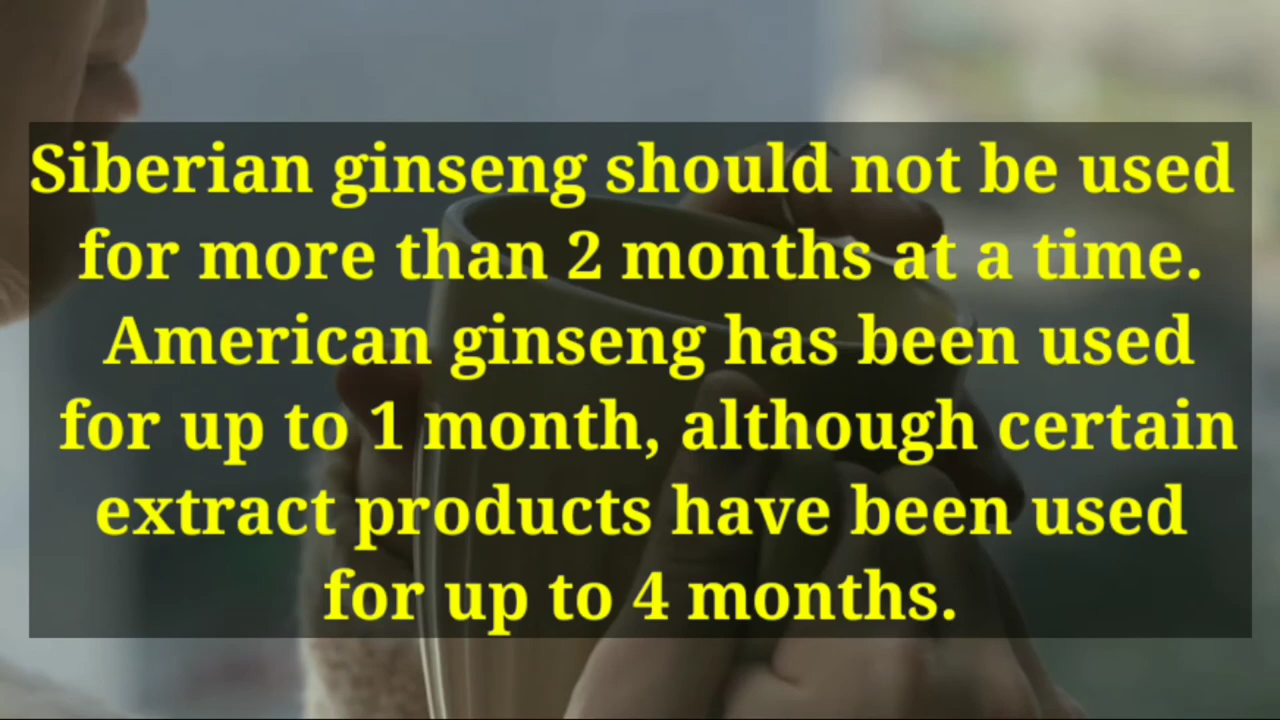 Siberian ginseng should not be used
for more than 2 months at a time.
American ginseng has been used
for up to 1 month, although certain
extract products have been used
for up to 4 months.